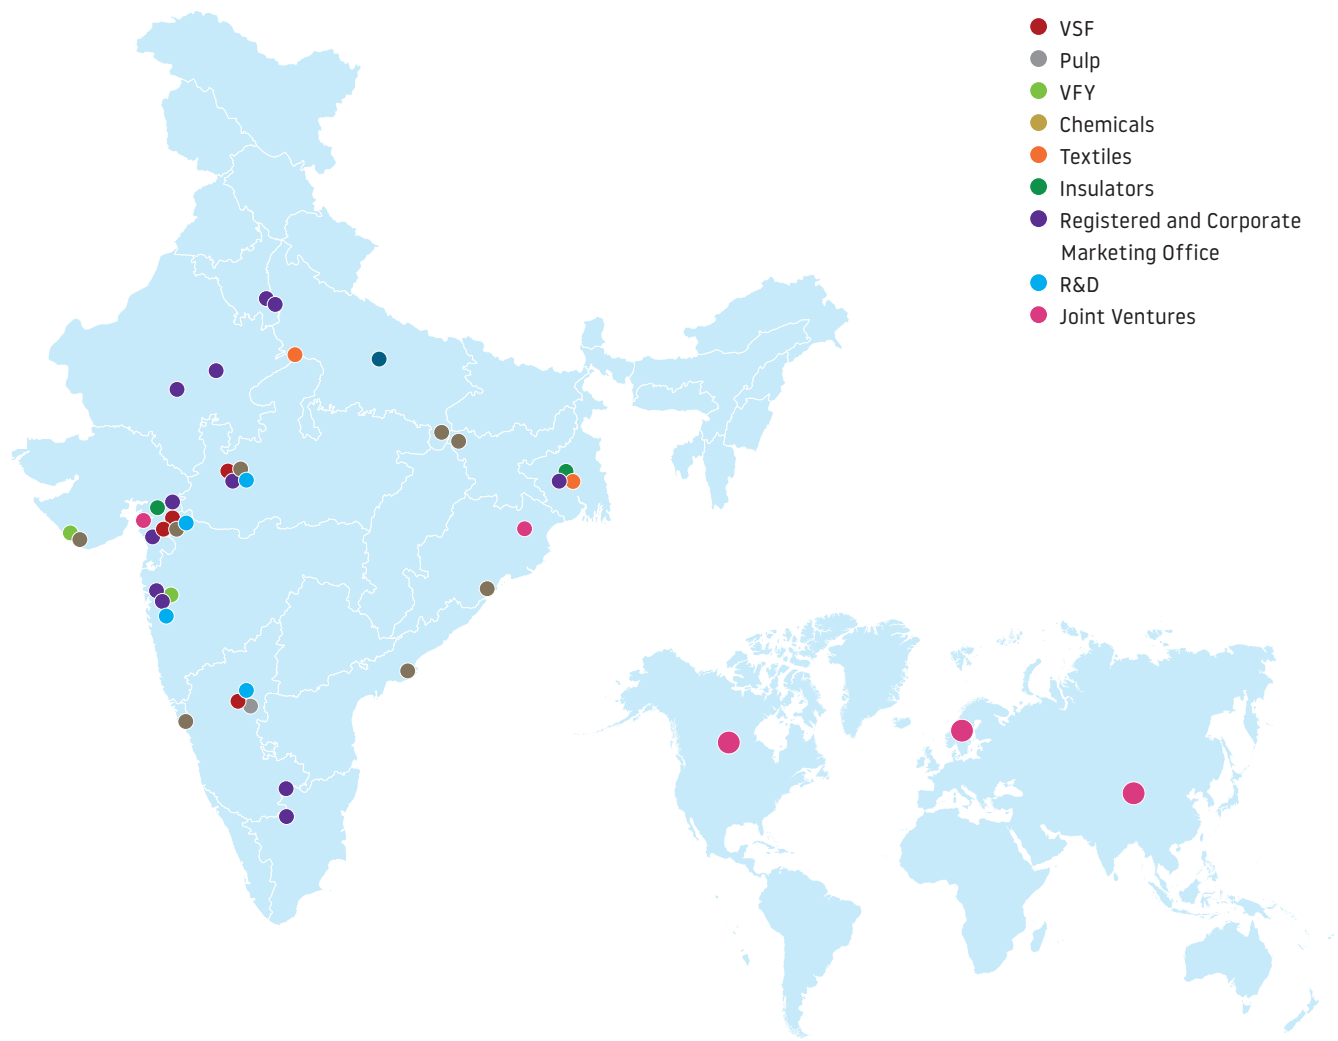 VSF
Pulp
VFY
Chemicals
Textiles
Insulators
Registered and Corporate
Marketing Office
R&D
Joint Ventures